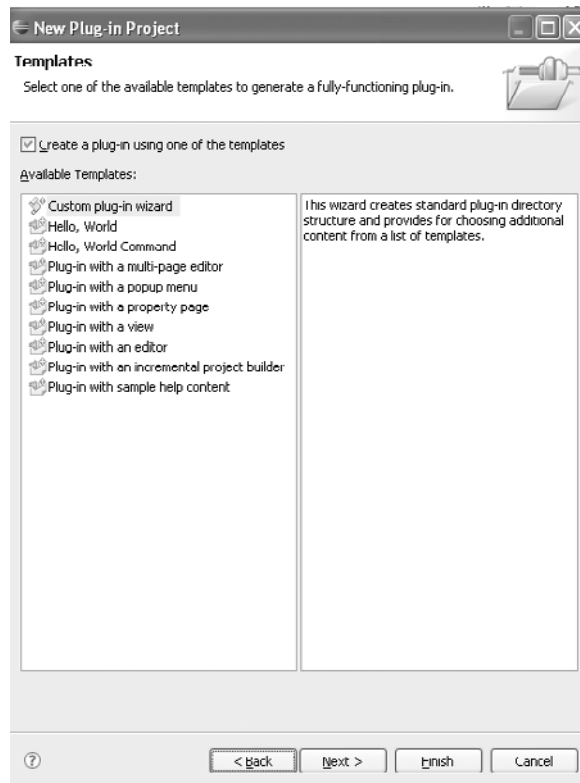 New Plug-in Project
Templates
Select one of the available templates to generate a fully-functioning plug-in.
Create a plug-in using one of the templates
Available Templates:
Custom plug-in wizard
Hello, World
Hello, World Command
Plug-in with a multi-page editor
Plug-in with a popup menu
Plug-in with a property page
Plug-in with a view
Plug-in with an editor
Plug-in with an incremental project builder
Plug-in with sample help content
This wizard creates standard plug-in directory
structure and provides for choosing additional
content from a list of templates.
?
< Back
Next >
Finish
Cancel